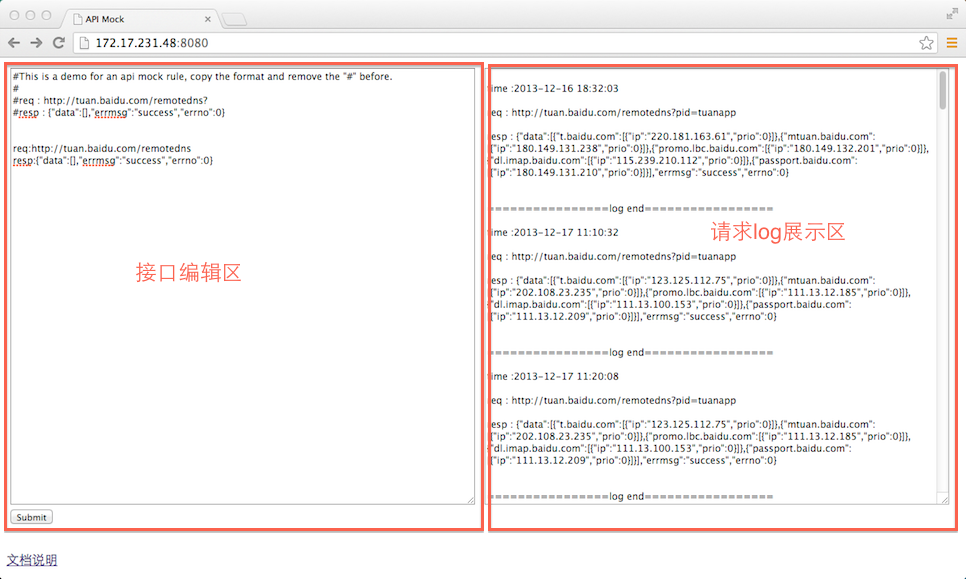 API Mock
172.17.231.48:8080
#This is a demo for an api mock rule, copy the format and remove the "#" before.
#
#req : http://tuan.baidu.com/remotedns?
#resp : {"data":[],"errmsg":"success","errno":0}
req:http://tuan.baidu.com/remotedns
resp:{"data":[],"errmsg":"success","errno":0}
接口编辑区
Submit
time :2013-12-16 18:32:03
req : http://tuan.baidu.com/remotedns?pid=tuanapp
resp : {"data":[{"t.baidu.com":[{"ip":"220.181.163.61","prio":0}]},{"mtuan.baidu.com":
[{"ip":"180.149.131.238","prio":0}]},{"promo.lbc.baidu.com":[{"ip":"180.149.132.201","prio":0}]},
{"dl.imap.baidu.com":[{"ip":"115.239.210.112","prio":0}]},{"passport.baidu.com":
[{"ip":"180.149.131.210","prio":0}]}],"errmsg":"success","errno":0}
================log end=================
请求log展示区
time :2013-12-17 11:10:32
req : http://tuan.baidu.com/remotedns?pid=tuanapp
resp : {"data":[{"t.baidu.com":[{"ip":"123.125.112.75","prio":0}]},{"mtuan.baidu.com":
[{"ip":"202.108.23.235","prio":0}]},{"promo.lbc.baidu.com":[{"ip":"111.13.12.185","prio":0}]},
{"dl.imap.baidu.com":[{"ip":"111.13.100.153","prio":0}]},{"passport.baidu.com":
[{"ip":"111.13.12.209","prio":0}]}],"errmsg":"success","errno":0}
================log end=================
time :2013-12-17 11:20:08
req : http://tuan.baidu.com/remotedns?pid=tuanapp
resp : {"data":[{"t.baidu.com":[{"ip":"123.125.112.75","prio":0}]},{"mtuan.baidu.com":
[{"ip":"202.108.23.235","prio":0}]},{"promo.lbc.baidu.com":[{"ip":"111.13.12.185","prio":0}]},
{"dl.imap.baidu.com":[{"ip":"111.13.100.153","prio":0}]},{"passport.baidu.com":
[{"ip":"111.13.12.209","prio":0}]}],"errmsg":"success","errno":0}
================log end=================
文档说明